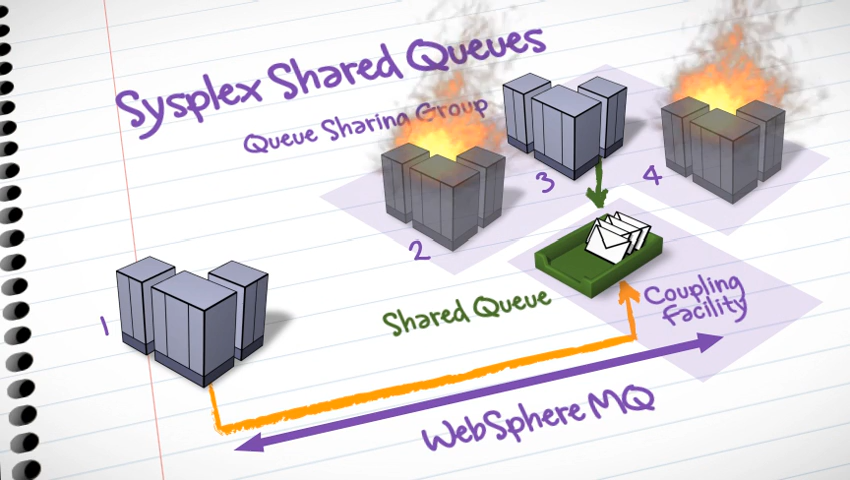 Sysplex Shared Queues
Queue Sharing Group
3
4
2
1
Shared Queue
Coupling
Facility
WebSphere MQ